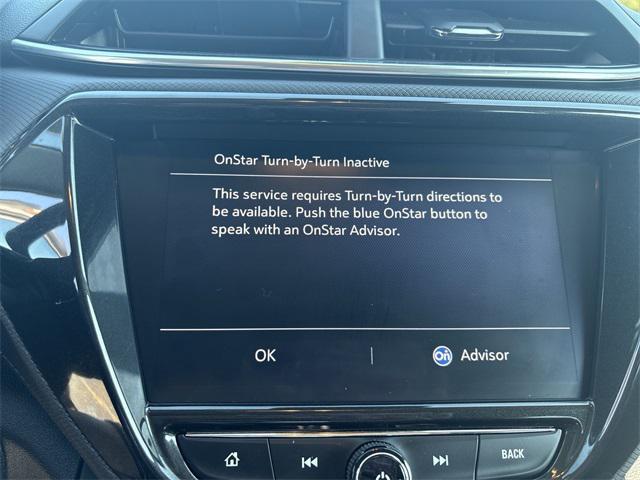 OnStar Turn-by-Turn Inactive
This service requires Turn-by-Turn directions to
be available. Push the blue OnStar button to
speak with an OnStar Advisor.
OK
On Advisor
BACK